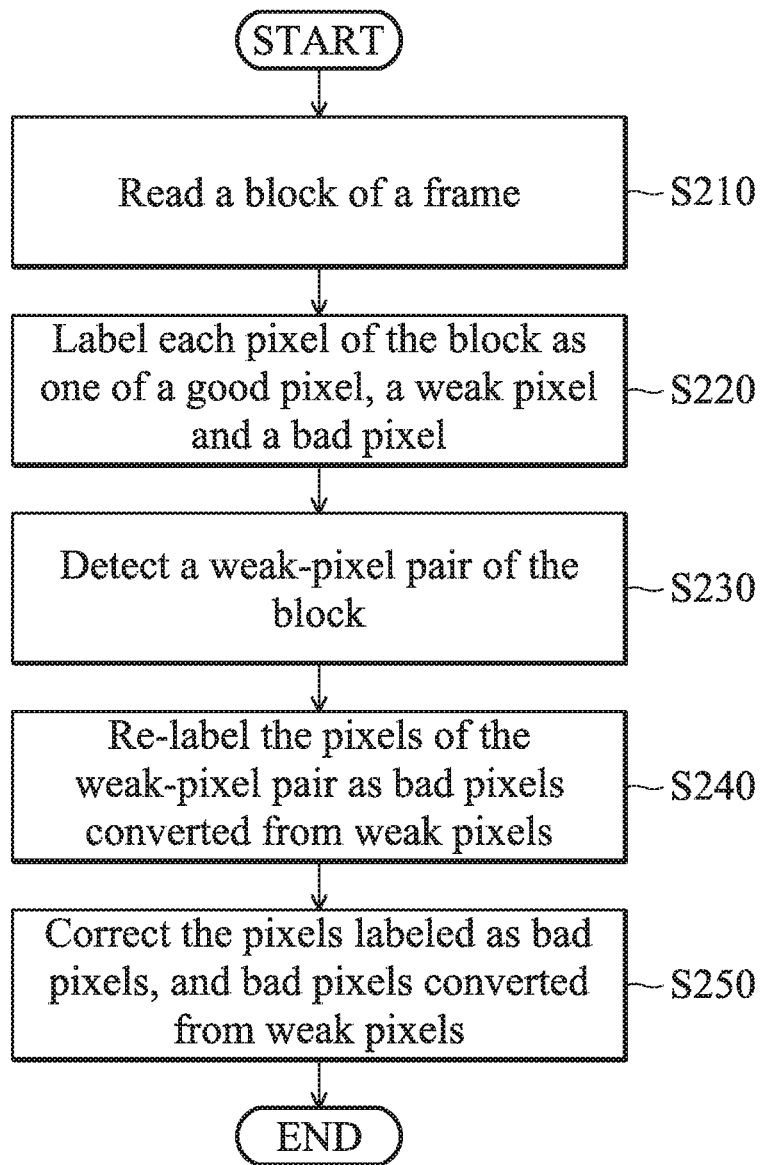 START
Read a block of a frame
S210
Label each pixel of the block as
one of a good pixel, a weak pixel
and a bad pixel
S220
Detect a weak-pixel pair of the
block
S230
Re-label the pixels of the
weak-pixel pair as bad pixels
converted from weak pixels
S240
Correct the pixels labeled as bad
pixels, and bad pixels converted
from weak pixels
S250
END